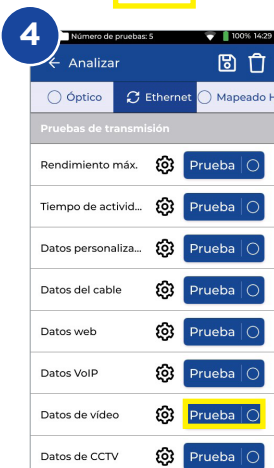 4
Número de pruebas: 5 100% 14:29
Analizar
Óptico Ethernet Mapeado H
Pruebas de transmisión
Rendimiento máx. Prueba
Tiempo de activid... Prueba
Datos personaliza... Prueba
Datos del cable Prueba
Datos web Prueba
Datos VoIP Prueba
Datos de vídeo Prueba
Datos de CCTV Prueba